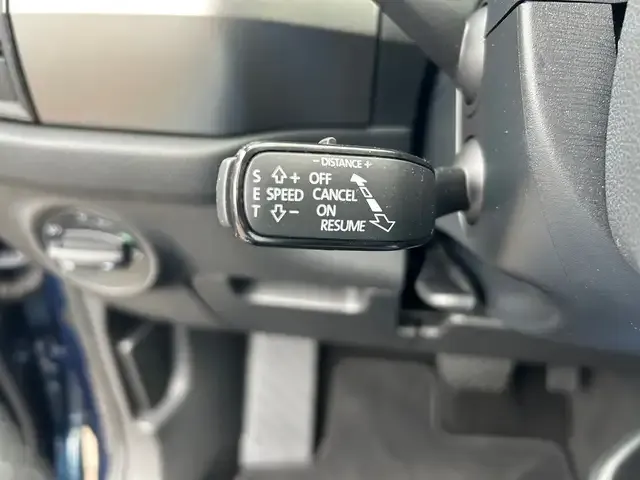 - DISTANCE +
S + OFF
E SPEED CANCEL
T - ON
RESUME